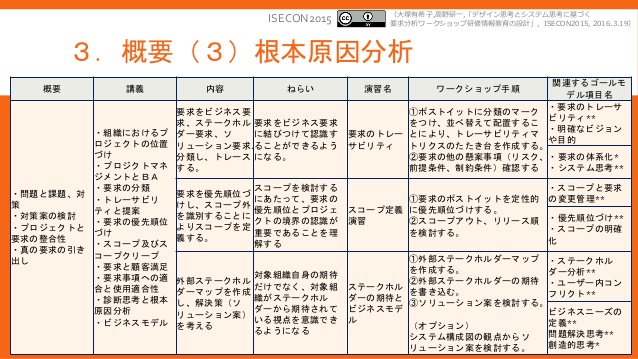 ISECON2015
cc
BY
（大塚有希子,高野研一, 「デザイン思考とシステム思考に基づく
要求分析ワークショップ研修情報教育の設計」, ISECON2015, 2016.3.19）
３．概要（３）根本原因分析
概要
講義
内容
ねらい
演習名
ワークショップ手順
関連するゴールモ
デル項目名
・問題と課題、対
策
・対策案の検討
・プロジェクトと
要求の整合性
・真の要求の引き
出し
・組織におけるプ
ロジェクトの位置
づけ
・プロジクトマネ
ジメントとＢＡ
・要求の分類
・トレーサビリ
ティと提案
・要求の優先順位
づけ
・スコープ及びス
コープクリープ
・要求と顧客満足
・要求事項への適
合と使用適合性
・診断思考と根本
原因分析
・ビジネスモデル
要求をビジネス要
求、ステークホル
ダー要求、ソ
リューション要求
分類し、トレース
する。
要求をビジネス要求
に結びつけて認識す
ることができるよう
になる。
要求のトレー
サビリティ
①ポストイットに分類のマーク
をつけ、並べ替えて配置するこ
とにより、トレーサビリティマ
トリクスのたたき台を作成する。
②要求の他の懸案事項（リスク、
前提条件、制約条件）確認する
・要求のトレーサ
ビリティ**
・明確なビジョン
や目的
・要求の体系化*
・システム思考**
要求を優先順位づ
けし、スコープ外
を識別することに
よりスコープを定
義する。
スコープを検討する
にあたって、要求の
優先順位とプロジェ
クトの境界の認識が
重要であることを理
解する
スコープ定義
演習
①要求のポストイットを定性的
に優先順位づけする。
②スコープアウト、リリース順
を検討する。
・スコープと要求
の変更管理**
・優先順位づけ**
・スコープの明確
化
外部ステークホル
ダーマップを作成
し、解決策（ソ
リューション案）
を考える
対象組織自身の期待
だけでなく、対象組
織がステークホル
ダーから期待されて
いる視点を意識でき
るようになる
ステークホル
ダーの期待と
ビジネスモデ
ル
①外部ステークホルダーマップ
を作成する。
②外部ステークホルダーの期待
を書き込む。
③ソリューション案を検討する。
（オプション）
システム構成図の観点からソ
リューション案を検討する。
・ステークホル
ダー分析**
・ユーザー内コン
フリクト**
ビジネスニーズの
定義**
問題解決思考**
創造的思考*